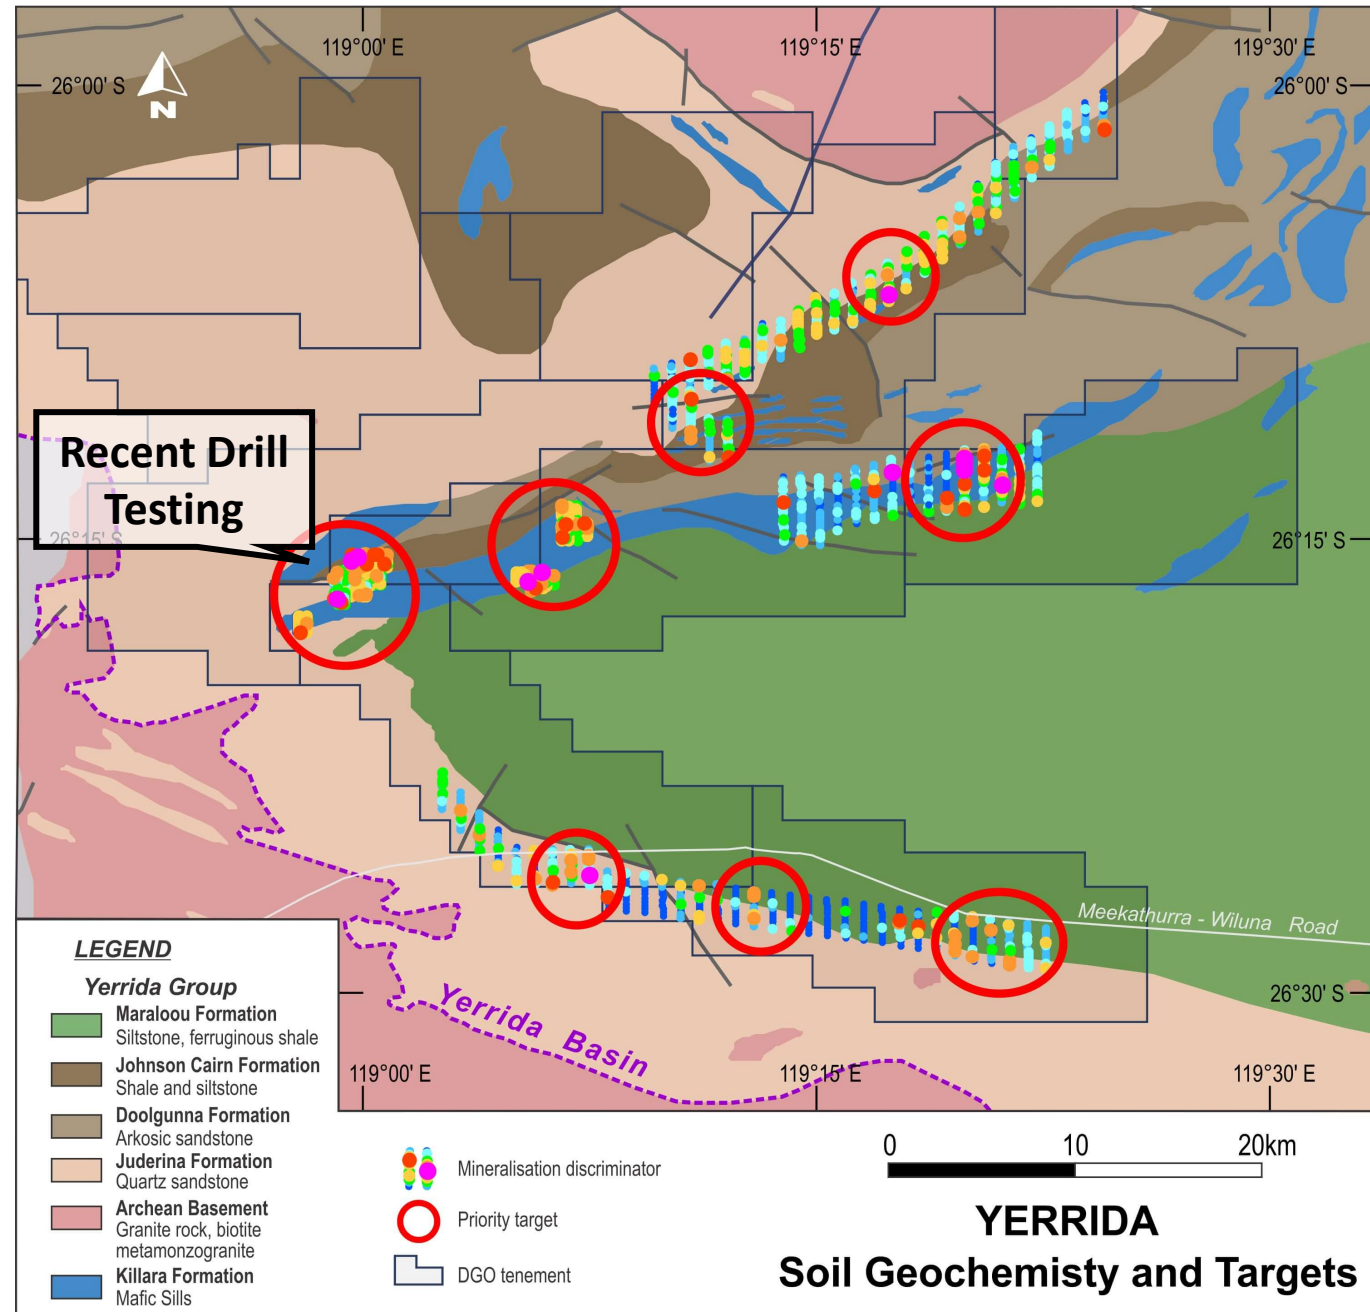 119°00' E
119°15' E
119°30' E
26°00' S
26°00' S
N
Recent Drill
Testing
26°15' S
26°15' S
Meekathurra - Wiluna Road
26°30' S
Yerrida Basin
119°00' E
119°15' E
119°30' E
LEGEND
Yerrida Group
Maraloou Formation
Siltstone, ferruginous shale
Johnson Cairn Formation
Shale and siltstone
Doolgunna Formation
Arkosic sandstone
Juderina Formation
Quartz sandstone
Archean Basement
Granite rock, biotite
metamonzogranite
Killara Formation
Mafic Sills
Mineralisation discriminator
Priority target
DGO tenement
0 10 20km
YERRIDA
Soil Geochemisty and Targets